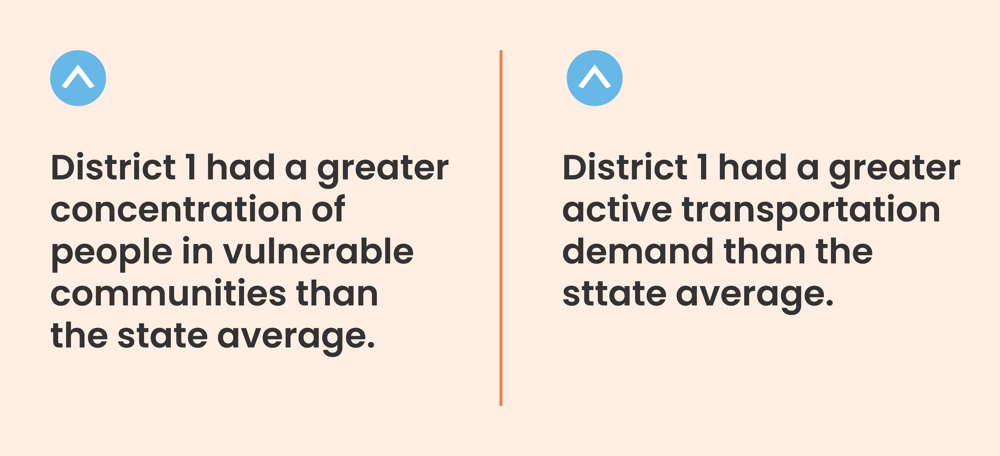 District 1 had a greater
concentration of
people in vulnerable
communities than
the state average.
District 1 had a greater
active transportation
demand than the
sttate average.